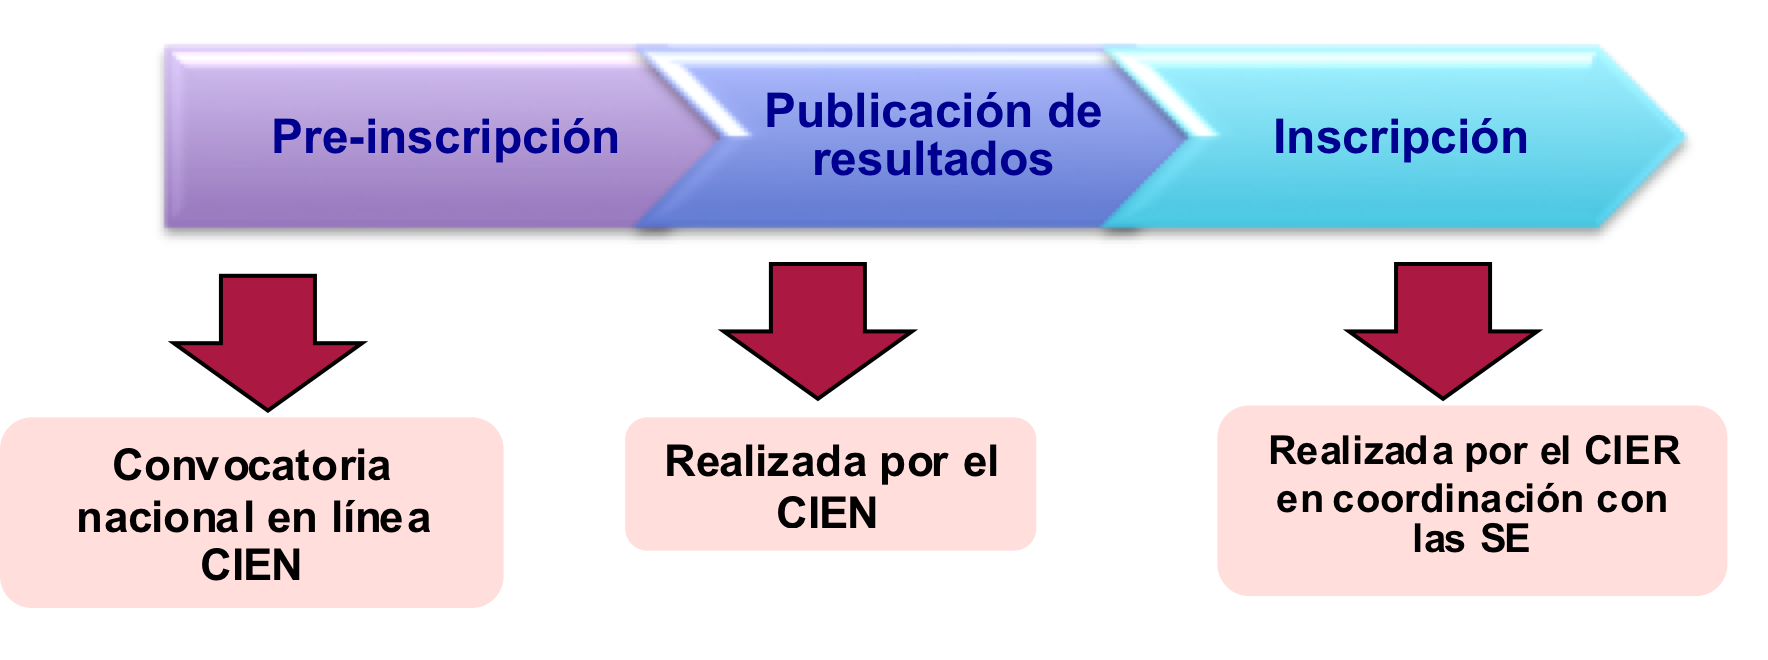 Pre-inscripción
Publicación de
resultados
Inscripción
Convocatoria
nacional en línea
CIEN
Realizada por el
CIEN
Realizada por el CIER
en coordinación con
las SE